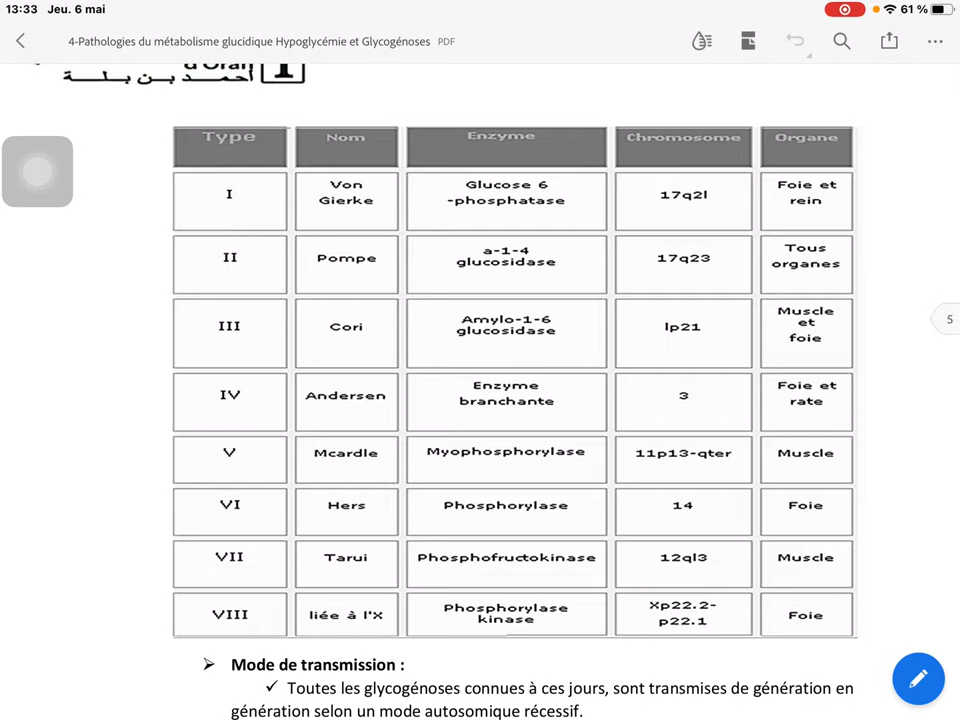 13:33 Jeu. 6 mai 61 %
4-Pathologies du métabolisme glucidique Hypoglycémie et Glycogénoses PDF
d'Oran 1
أحمد بن بلة
Type Nom Enzyme Chromosome Organe
I Von Gierke Glucose 6 -phosphatase 17q2l Foie et rein
II Pompe a-1-4 glucosidase 17q23 Tous organes
III Cori Amylo-1-6 glucosidase lp21 Muscle et foie
IV Andersen Enzyme branchante 3 Foie et rate
V Mcardle Myophosphorylase 11p13-qter Muscle
VI Hers Phosphorylase 14 Foie
VII Tarui Phosphofructokinase 12ql3 Muscle
VIII liée à l'X Phosphorylase kinase Xp22.2-p22.1 Foie
5
➢ Mode de transmission :
✓ Toutes les glycogénoses connues à ces jours, sont transmises de génération en
génération selon un mode autosomique récessif.